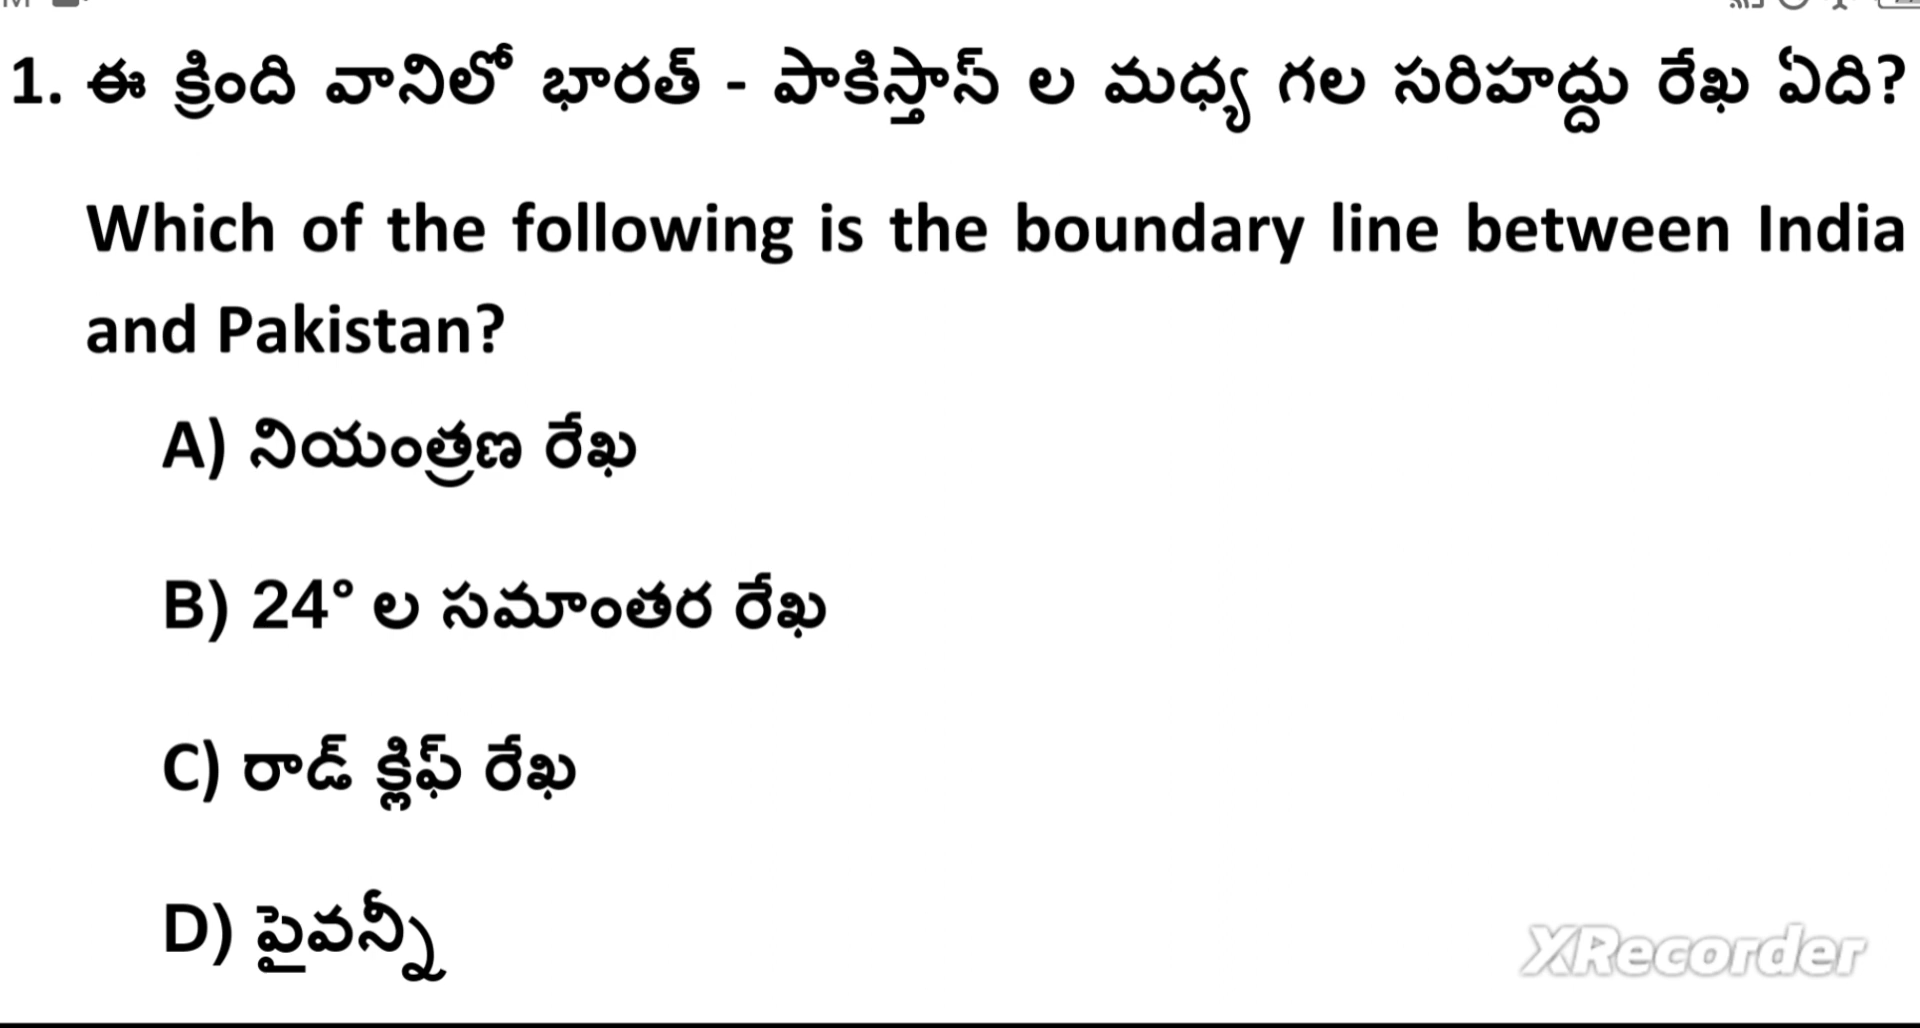 1. ఈ క్రింది వానిలో భారత్ - పాకిస్తాన్ ల మధ్య గల సరిహద్దు రేఖ ఏది?
Which of the following is the boundary line between India
and Pakistan?
A) నియంత్రణ రేఖ
B) 24° ల సమాంతర రేఖ
C) రాడ్ క్లిఫ్ రేఖ
D) పైవన్నీ
XRecorder